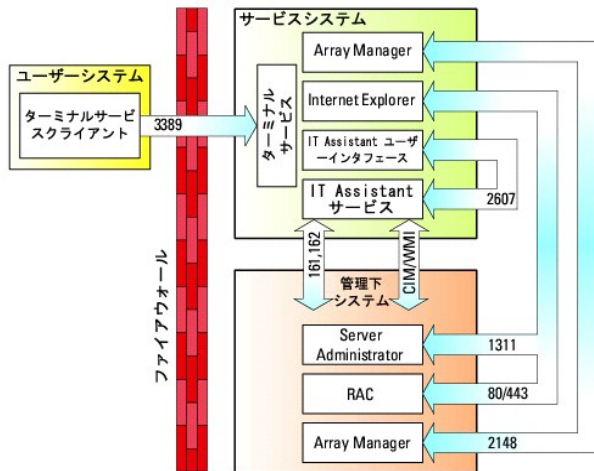 サービスシステム
Array Manager
ユーザーシステム
ターミナルサービ
スクライアント
3389
ターミナル
サービス
Internet Explorer
IT Assistant ユーザ
ーインタフェース
IT Assistant
サービス
2607
161,162
CIM/WMI
ファイアウォール
管理下
システム
Server
Administrator
1311
RAC
80/443
Array Manager
2148